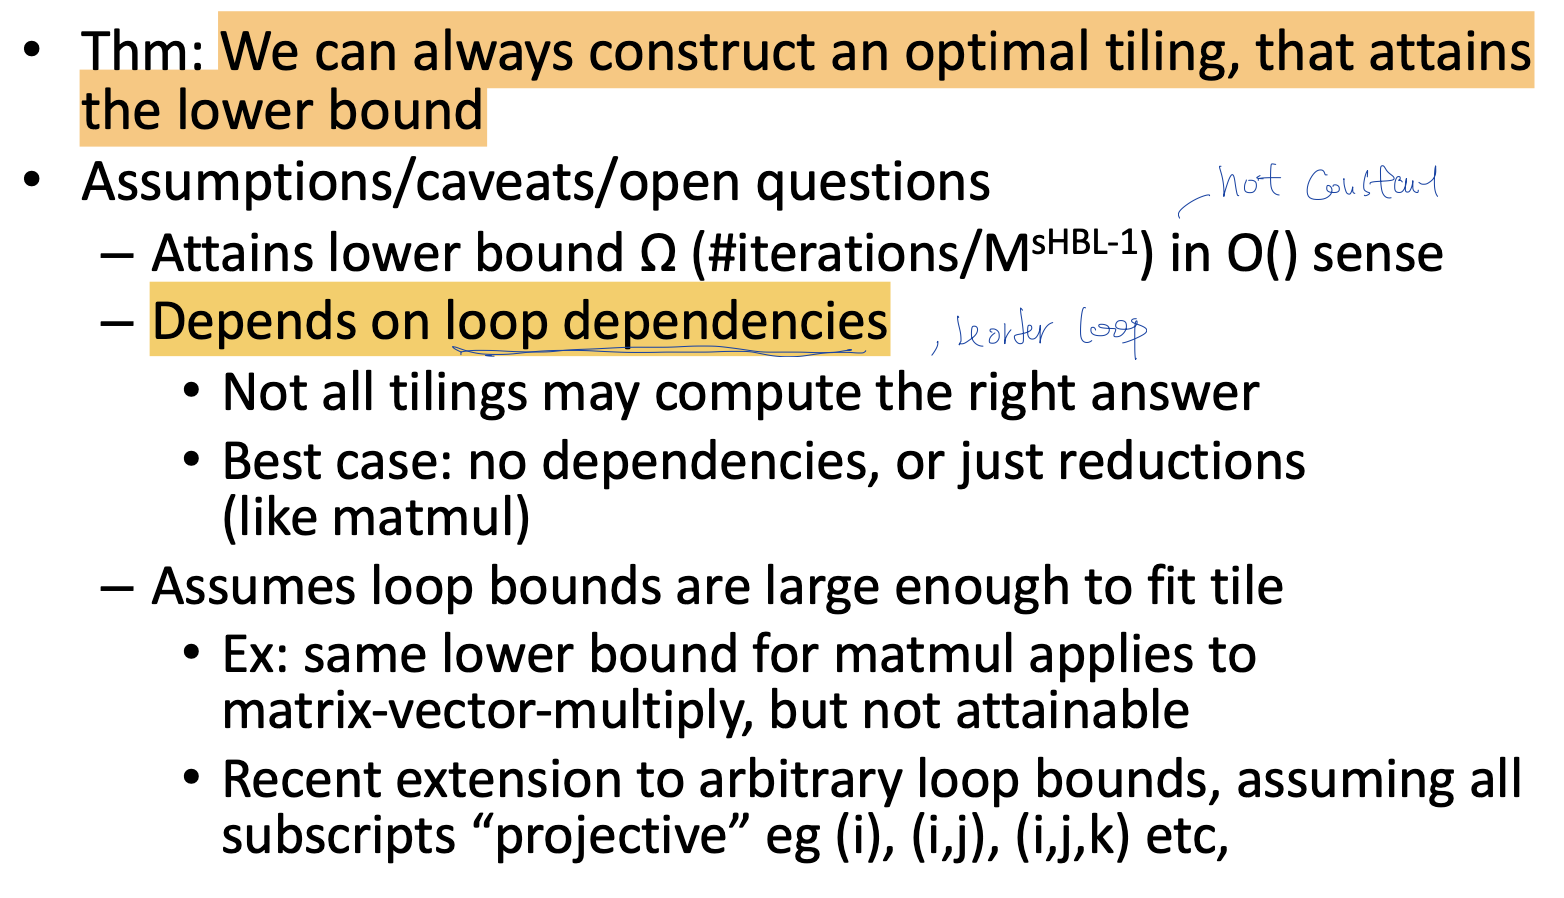 • Thm: We can always construct an optimal tiling, that attains
the lower bound
• Assumptions/caveats/open questions
not constant
– Attains lower bound Ω (#iterations/M^sHBL-1) in O() sense
– Depends on loop dependencies , reorder loop
• Not all tilings may compute the right answer
• Best case: no dependencies, or just reductions
(like matmul)
– Assumes loop bounds are large enough to fit tile
• Ex: same lower bound for matmul applies to
matrix-vector-multiply, but not attainable
• Recent extension to arbitrary loop bounds, assuming all
subscripts “projective” eg (i), (i,j), (i,j,k) etc,